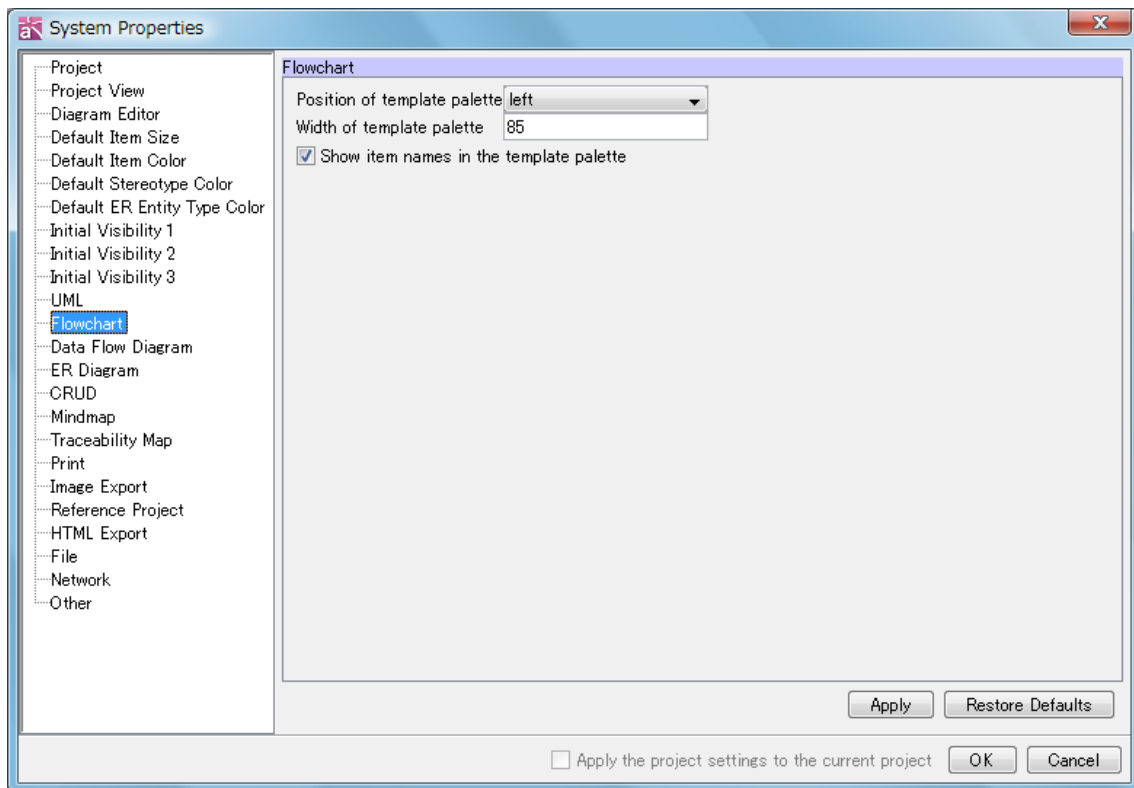 System Properties
Project
Project View
Diagram Editor
Default Item Size
Default Item Color
Default Stereotype Color
Default ER Entity Type Color
Initial Visibility 1
Initial Visibility 2
Initial Visibility 3
UML
Flowchart
Data Flow Diagram
ER Diagram
CRUD
Mindmap
Traceability Map
Print
Image Export
Reference Project
HTML Export
File
Network
Other
Flowchart
Position of template palette left
Width of template palette 85
Show item names in the template palette
Apply Restore Defaults
Apply the project settings to the current project OK Cancel